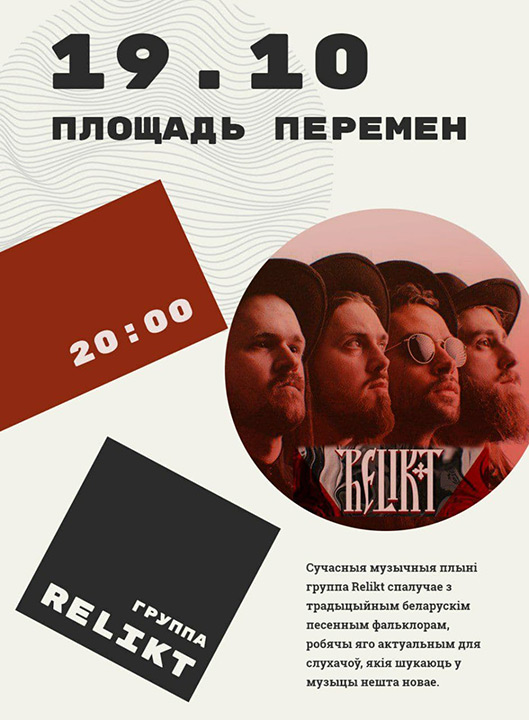 19.10
ПЛОЩАДЬ ПЕРЕМЕН
20:00
RELIKT
ГРУППА
RELIKT
Сучасныя музычныя плыні
группа Relikt спалучае з
традыцыйным беларускім
песенным фальклорам,
робячы яго актуальным для
слухачоў, якія шукаюць у
музыцы нешта новае.